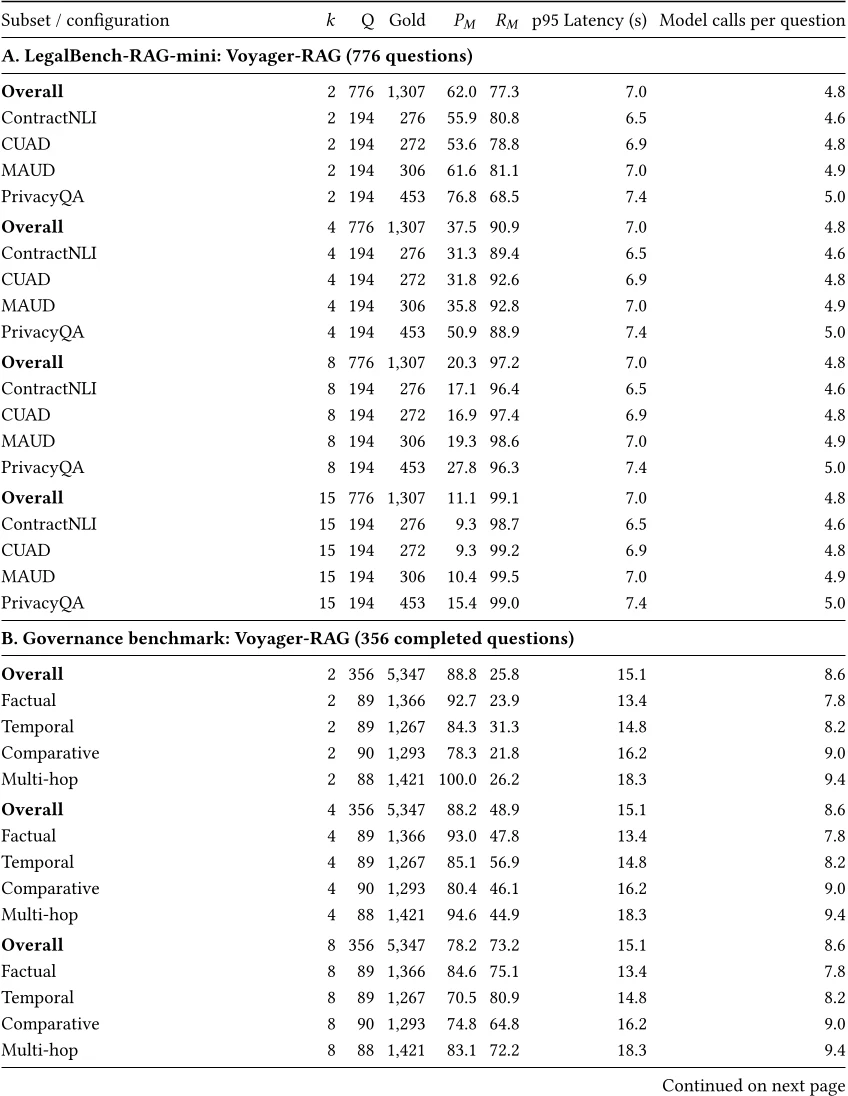 Subset / configuration k Q Gold P_M R_M p95 Latency (s) Model calls per question
A. LegalBench-RAG-mini: Voyager-RAG (776 questions)
Overall 2 776 1,307 62.0 77.3 7.0 4.8
ContractNLI 2 194 276 55.9 80.8 6.5 4.6
CUAD 2 194 272 53.6 78.8 6.9 4.8
MAUD 2 194 306 61.6 81.1 7.0 4.9
PrivacyQA 2 194 453 76.8 68.5 7.4 5.0
Overall 4 776 1,307 37.5 90.9 7.0 4.8
ContractNLI 4 194 276 31.3 89.4 6.5 4.6
CUAD 4 194 272 31.8 92.6 6.9 4.8
MAUD 4 194 306 35.8 92.8 7.0 4.9
PrivacyQA 4 194 453 50.9 88.9 7.4 5.0
Overall 8 776 1,307 20.3 97.2 7.0 4.8
ContractNLI 8 194 276 17.1 96.4 6.5 4.6
CUAD 8 194 272 16.9 97.4 6.9 4.8
MAUD 8 194 306 19.3 98.6 7.0 4.9
PrivacyQA 8 194 453 27.8 96.3 7.4 5.0
Overall 15 776 1,307 11.1 99.1 7.0 4.8
ContractNLI 15 194 276 9.3 98.7 6.5 4.6
CUAD 15 194 272 9.3 99.2 6.9 4.8
MAUD 15 194 306 10.4 99.5 7.0 4.9
PrivacyQA 15 194 453 15.4 99.0 7.4 5.0
B. Governance benchmark: Voyager-RAG (356 completed questions)
Overall 2 356 5,347 88.8 25.8 15.1 8.6
Factual 2 89 1,366 92.7 23.9 13.4 7.8
Temporal 2 89 1,267 84.3 31.3 14.8 8.2
Comparative 2 90 1,293 78.3 21.8 16.2 9.0
Multi-hop 2 88 1,421 100.0 26.2 18.3 9.4
Overall 4 356 5,347 88.2 48.9 15.1 8.6
Factual 4 89 1,366 93.0 47.8 13.4 7.8
Temporal 4 89 1,267 85.1 56.9 14.8 8.2
Comparative 4 90 1,293 80.4 46.1 16.2 9.0
Multi-hop 4 88 1,421 94.6 44.9 18.3 9.4
Overall 8 356 5,347 78.2 73.2 15.1 8.6
Factual 8 89 1,366 84.6 75.1 13.4 7.8
Temporal 8 89 1,267 70.5 80.9 14.8 8.2
Comparative 8 90 1,293 74.8 64.8 16.2 9.0
Multi-hop 8 88 1,421 83.1 72.2 18.3 9.4
Continued on next page